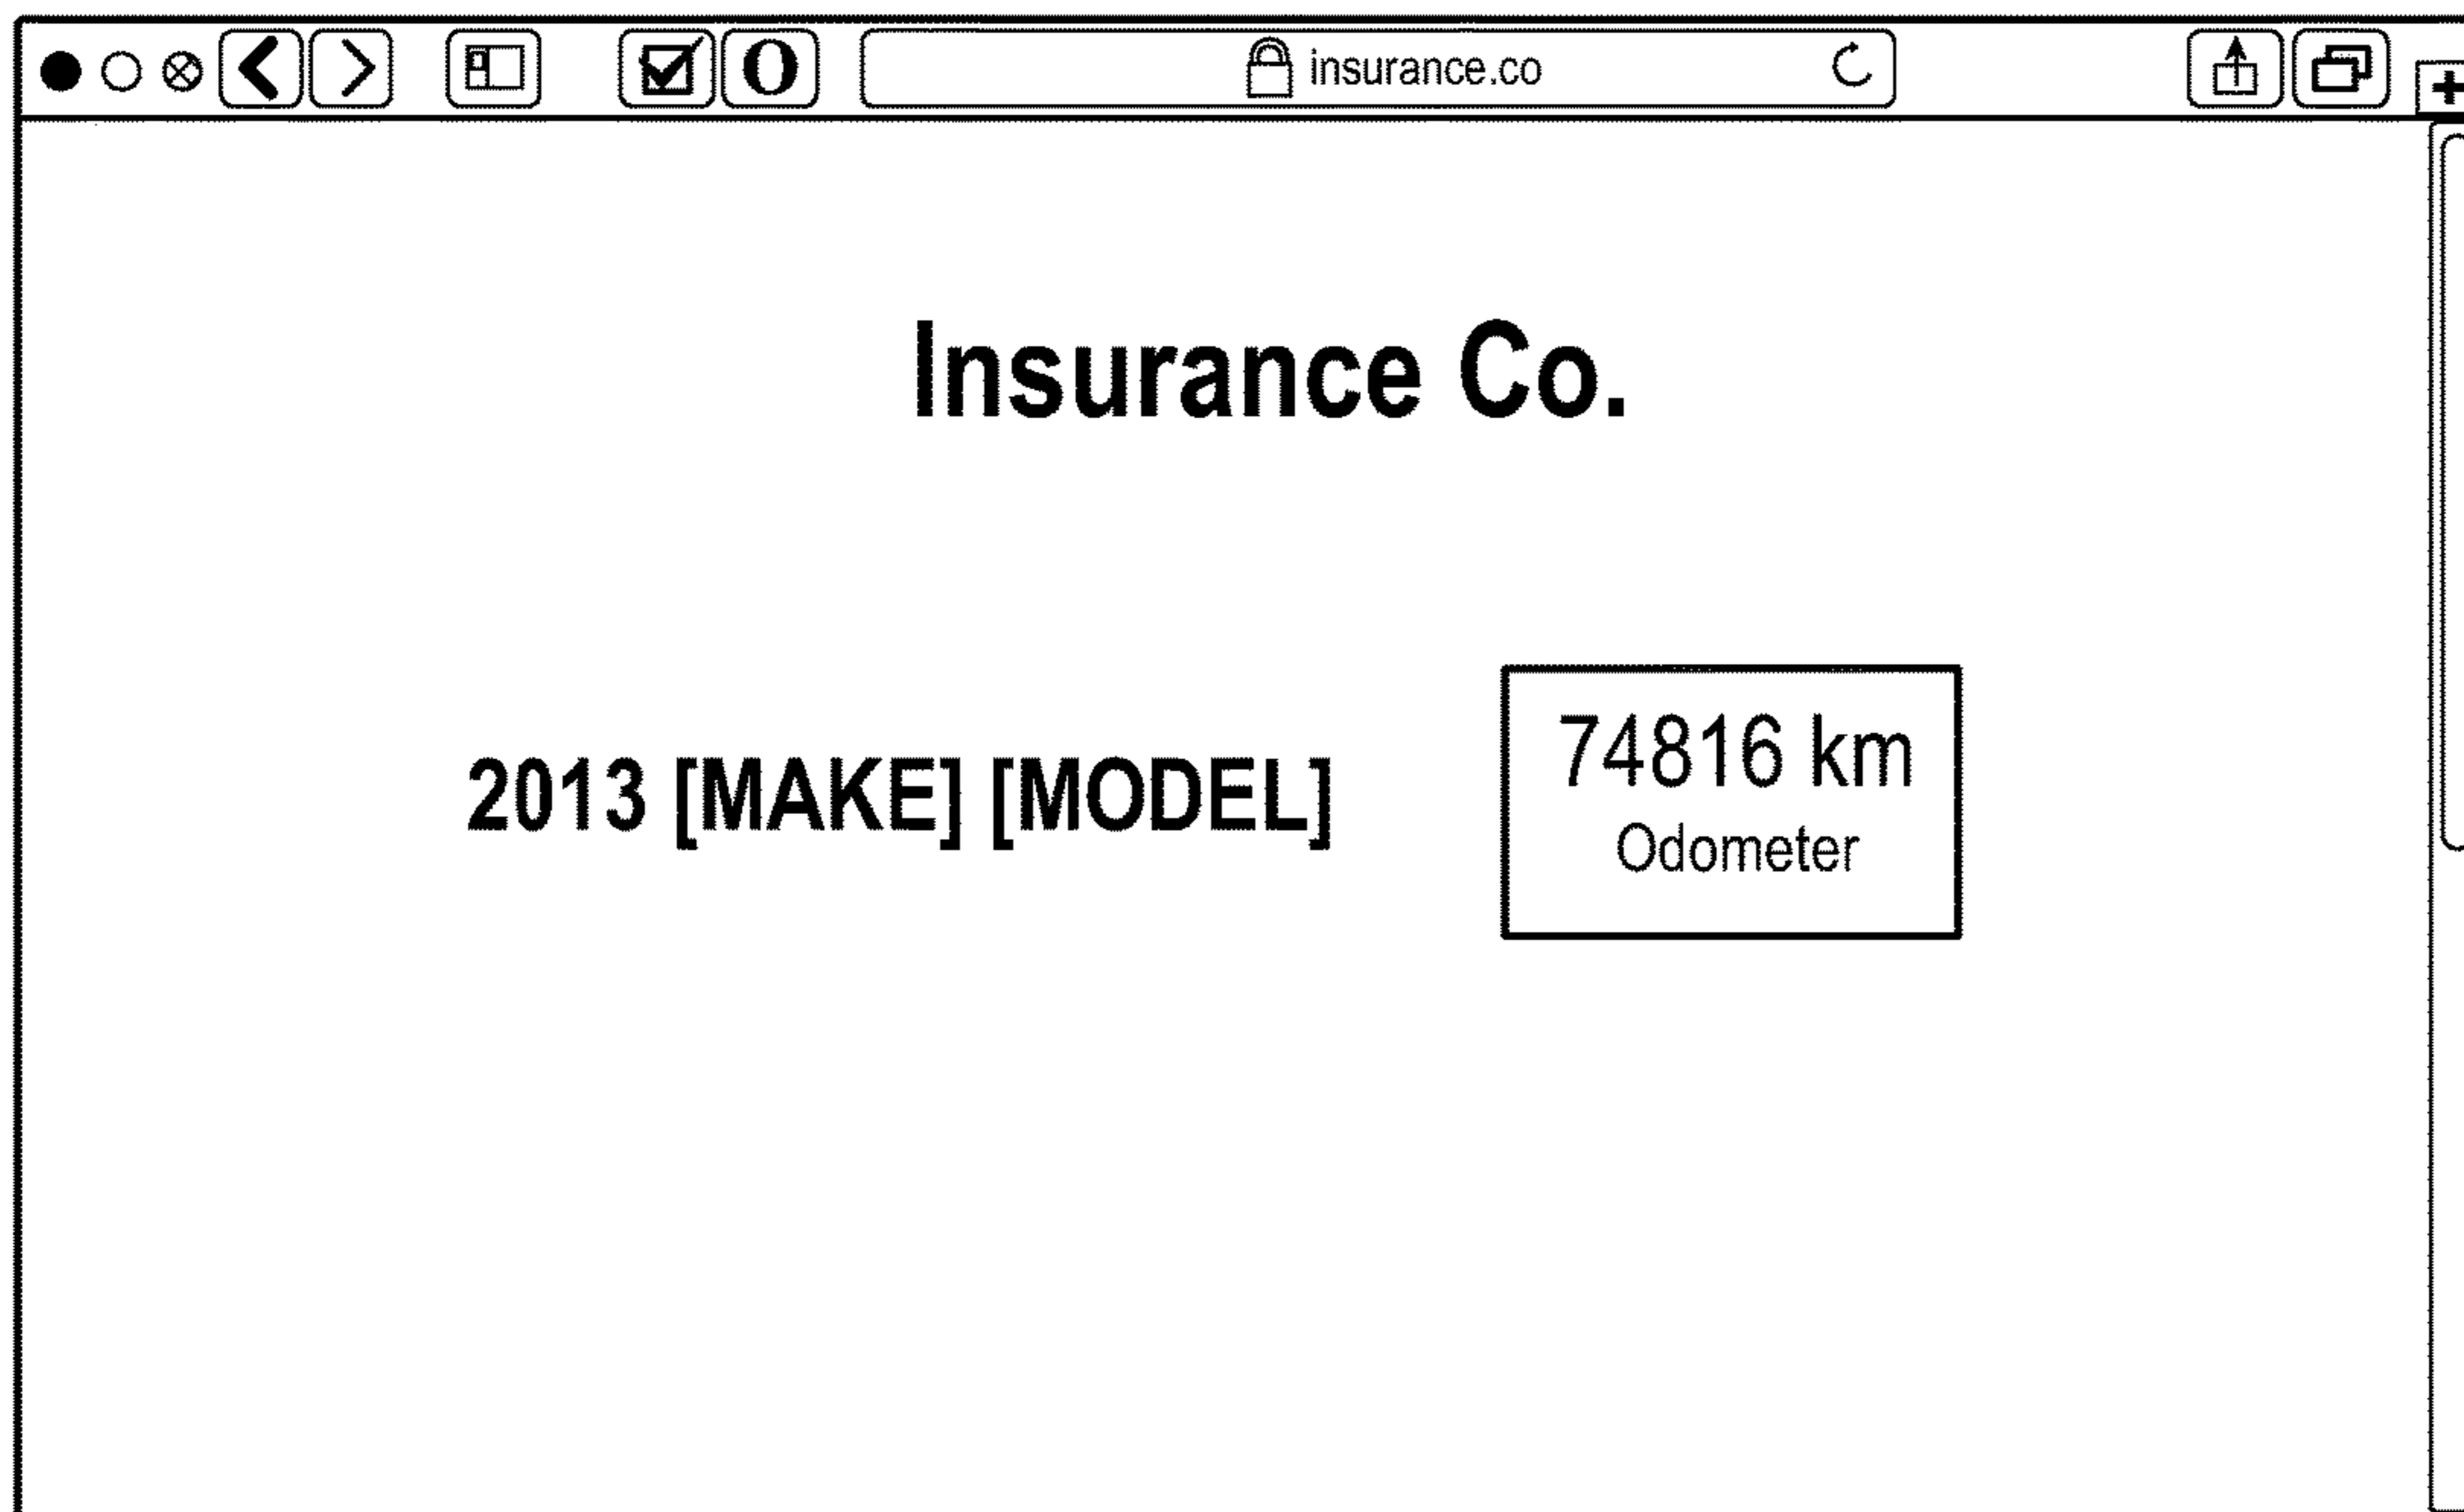 insurance.co
Insurance Co.
2013 [MAKE] [MODEL]
74816 km
Odometer